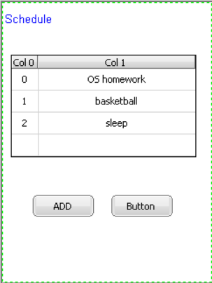 Schedule
Col 0 Col 1
0 OS homework
1 basketball
2 sleep
ADD Button